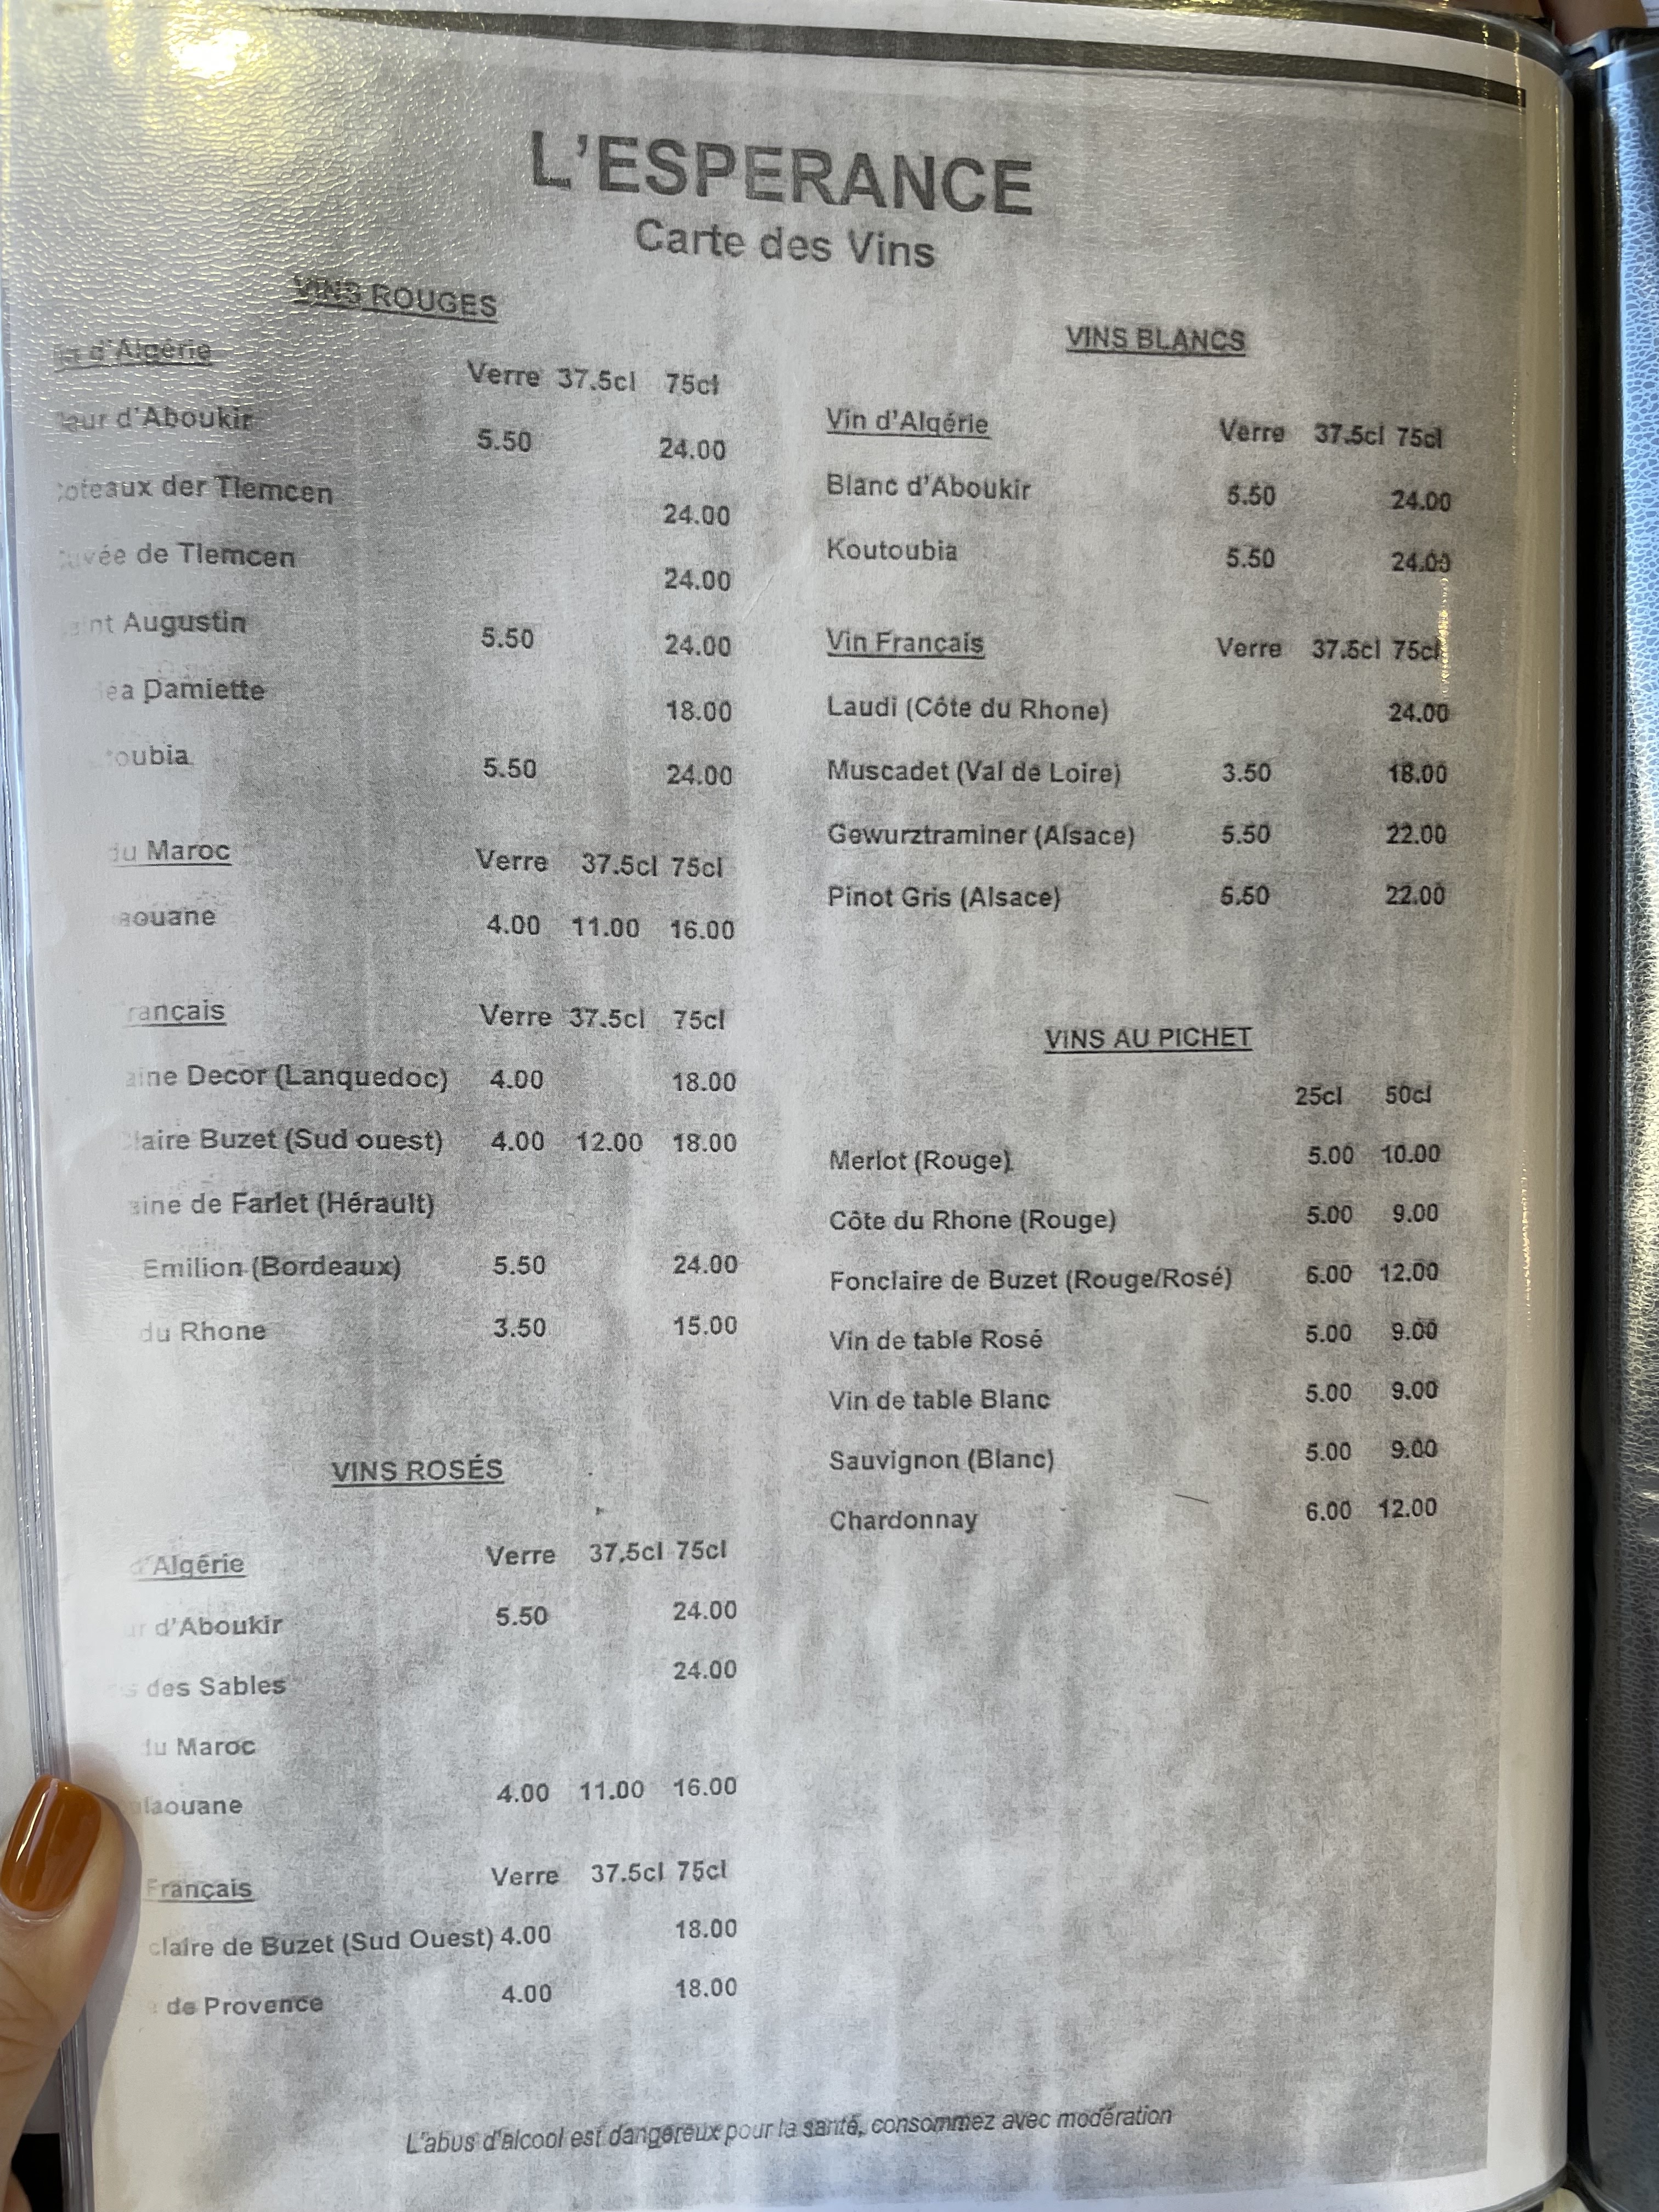 L'ESPERANCE
Carte des Vins
VINS ROUGES
d'Algérie
Verre 37.5cl 75cl
d'Aboukir 5.50 24.00
der Tlemcen 24.00
de Tlemcen 24.00
Augustin 5.50 24.00
Damiette 18.00
5.50 24.00
du Maroc Verre 37.5cl 75cl
4.00 11.00 16.00
Verre 37.5cl 75cl
Decor (Lanquedoc) 4.00 18.00
Buzet (Sud ouest) 4.00 12.00 18.00
de Farlet (Hérault)
Emilion (Bordeaux) 5.50 24.00
du Rhone 3.50 15.00
VINS ROSÉS
d'Algérie Verre 37,5cl 75cl
d'Aboukir 5.50 24.00
des Sables 24.00
du Maroc
4.00 11.00 16.00
Français Verre 37.5cl 75cl
de Buzet (Sud Ouest) 4.00 18.00
de Provence 4.00 18.00
VINS BLANCS
Vin d'Algérie Verre 37.5cl 75cl
Blanc d'Aboukir 5.50 24.00
Koutoubia 5.50 24.00
Vin Français Verre 37.5cl 75cl
Laudi (Côte du Rhone) 24.00
Muscadet (Val de Loire) 3.50 18.00
Gewurztraminer (Alsace) 5.50 22.00
Pinot Gris (Alsace) 5.50 22.00
VINS AU PICHET
25cl 50cl
Merlot (Rouge) 5.00 10.00
Côte du Rhone (Rouge) 5.00 9.00
Fonclaire de Buzet (Rouge/Rosé) 6.00 12.00
Vin de table Rosé 5.00 9.00
Vin de table Blanc 5.00 9.00
Sauvignon (Blanc) 5.00 9.00
Chardonnay 6.00 12.00
L'abus d'alcool est dangereux pour la santé, consommez avec modération